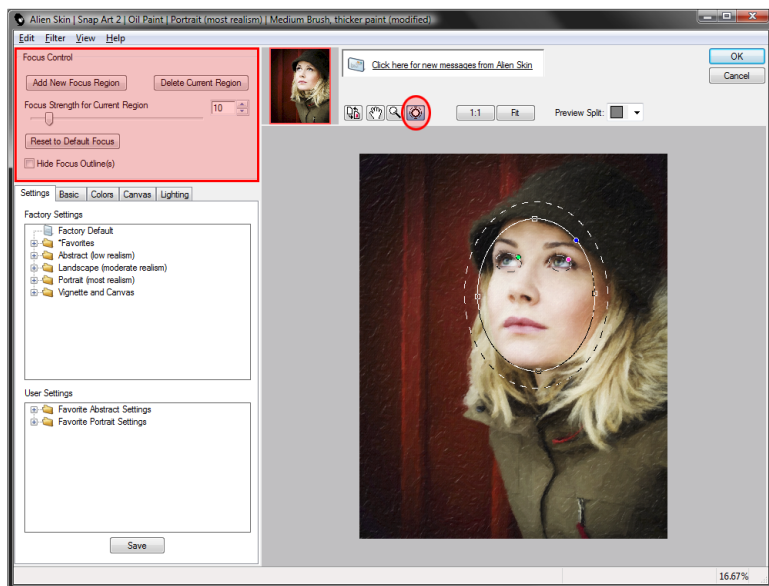 Alien Skin | Snap Art 2 | Oil Paint | Portrait (most realism) | Medium Brush, thicker paint (modified)
Edit Filter View Help
Focus Control
Add New Focus Region Delete Current Region
Focus Strength for Current Region 10
Reset to Default Focus
Hide Focus Outline(s)
Click here for new messages from Alien Skin
OK
Cancel
1:1 Fit Preview Split:
Settings Basic Colors Canvas Lighting
Factory Settings
Factory Default
*Favorites
Abstract (low realism)
Landscape (moderate realism)
Portrait (most realism)
Vignette and Canvas
User Settings
Favorite Abstract Settings
Favorite Portrait Settings
Save
16.67%